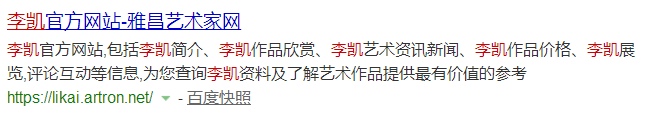 李凯官方网站-雅昌艺术家网
李凯官方网站,包括李凯简介、李凯作品欣赏、李凯艺术资讯新闻、李凯作品价格、李凯展
览,评论互动等信息,为您查询李凯资料及了解艺术作品提供最有价值的参考
https://likai.artron.net/ - 百度快照